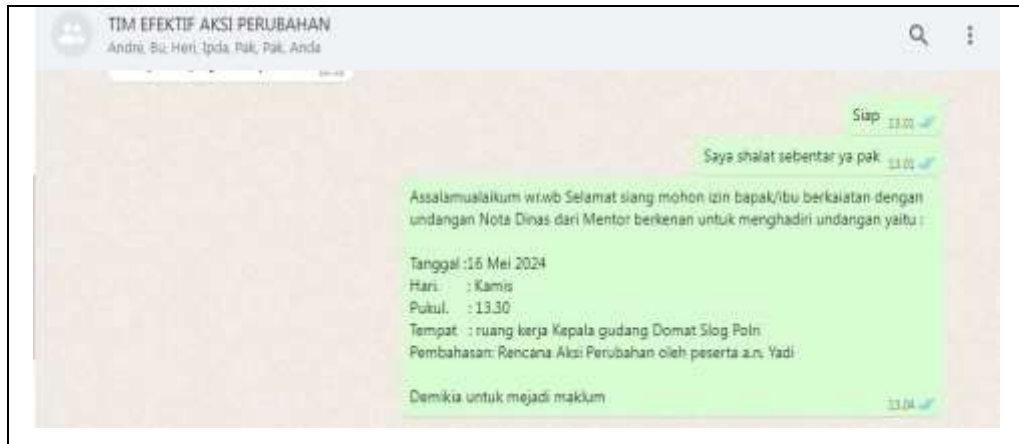 TIM EFEKTIF AKSI PERUBAHAN
Andre, Bu, Heri, Ipda, Pak, Pak, Anda
Siap 13.01
Saya shalat sebentar ya pak 13.01
Assalamualaikum wr.wb Selamat siang mohon izin bapak/ibu berkaiatan dengan
undangan Nota Dinas dari Mentor berkenan untuk menghadiri undangan yaitu :
Tanggal :16 Mei 2024
Hari. : Kamis
Pukul. : 13.30
Tempat : ruang kerja Kepala gudang Domat Slog Polri
Pembahasan: Rencana Aksi Perubahan oleh peserta a.n. Yadi
Demikia untuk mejadi maklum 13.04